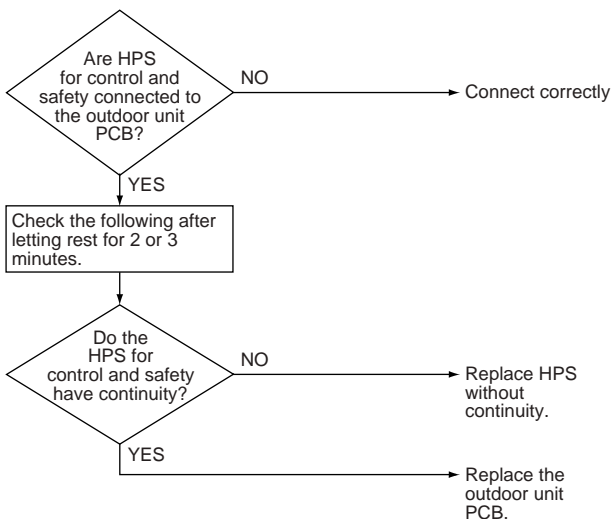 Are HPS
for control and
safety connected to
the outdoor unit
PCB?
NO
Connect correctly
YES
Check the following after
letting rest for 2 or 3
minutes.
Do the
HPS for
control and safety
have continuity?
NO
Replace HPS
without
continuity.
YES
Replace the
outdoor unit
PCB.